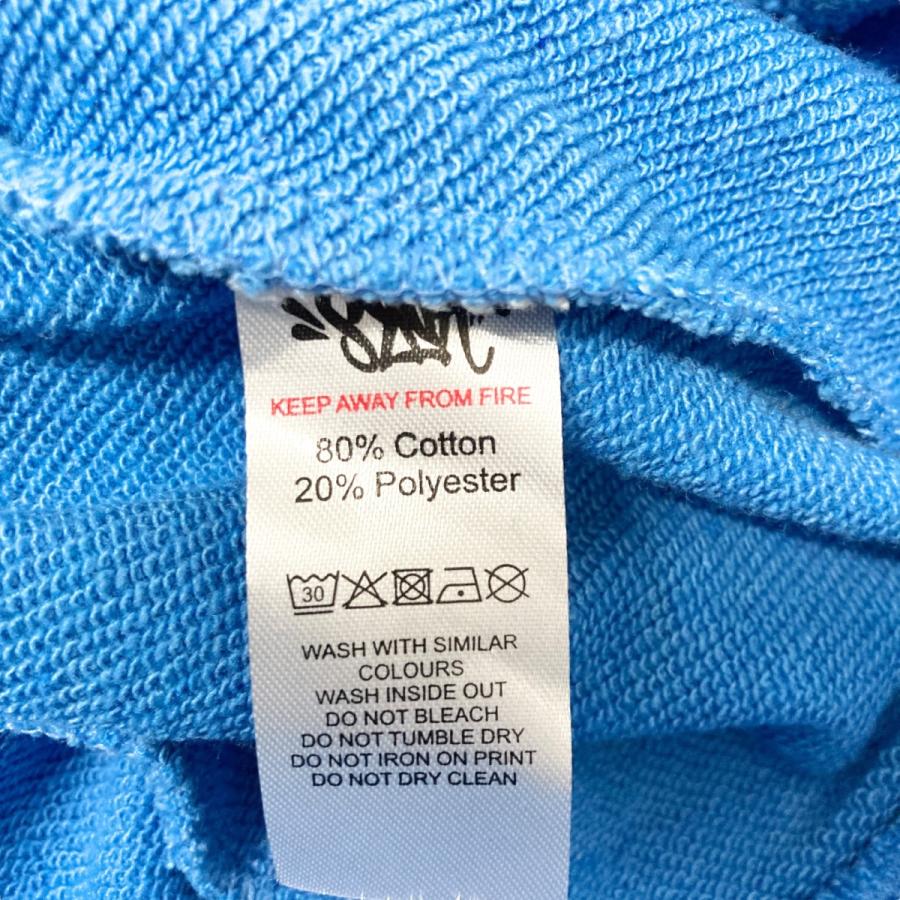 KEEP AWAY FROM FIRE
80% Cotton
20% Polyester
30
WASH WITH SIMILAR
COLOURS
WASH INSIDE OUT
DO NOT BLEACH
DO NOT TUMBLE DRY
DO NOT IRON ON PRINT
DO NOT DRY CLEAN